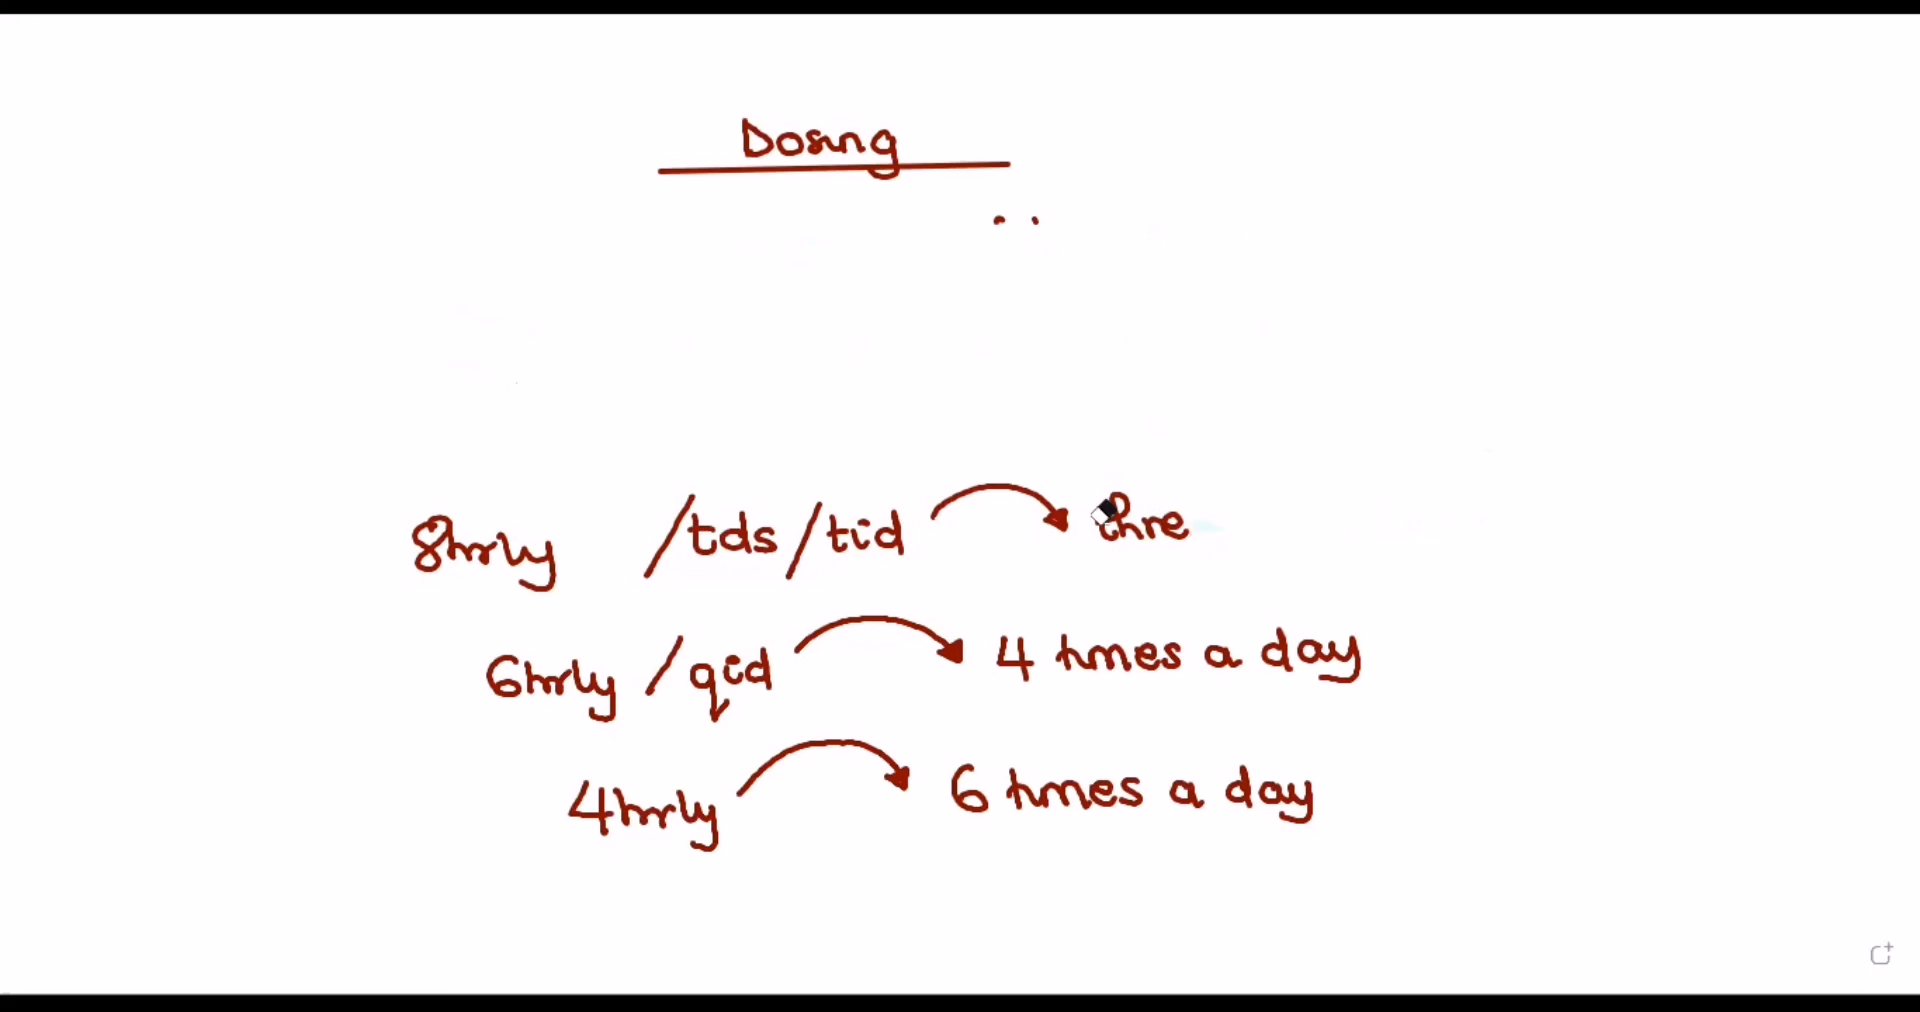 Dosing
8hrly /tds/tid thre
6hrly /qid 4 times a day
4hrly 6 times a day